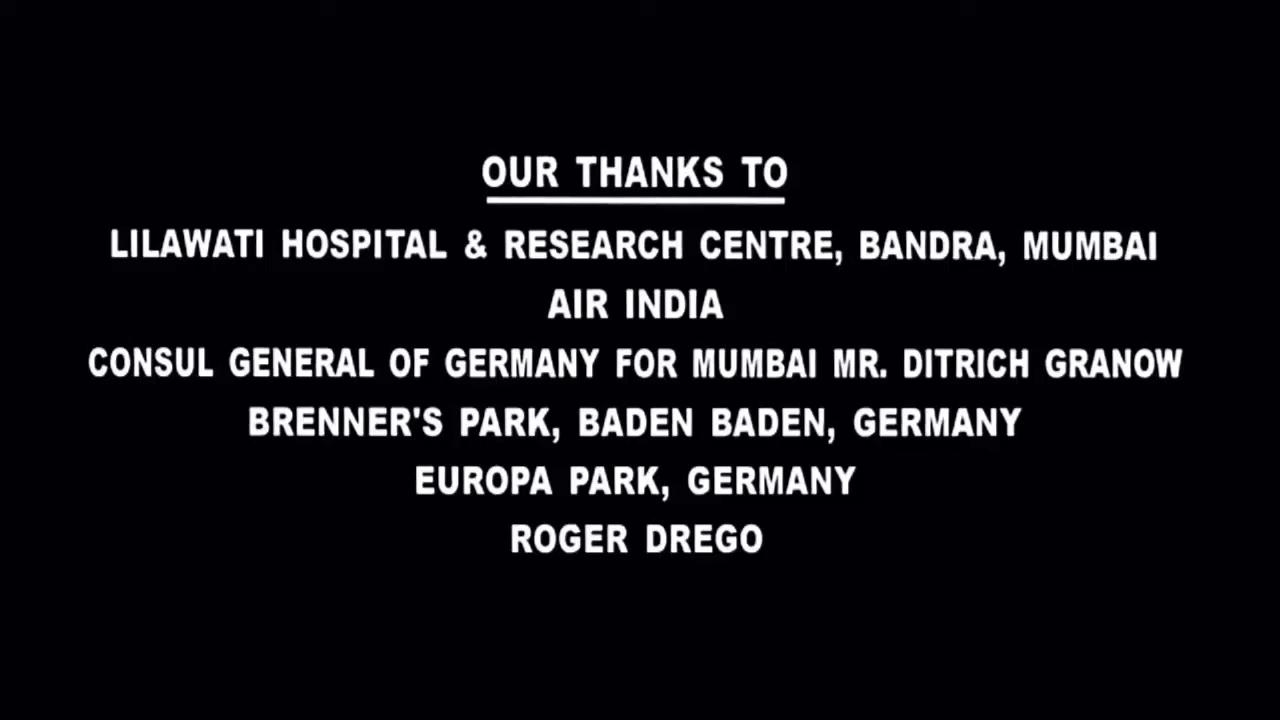 OUR THANKS TO
LILAWATI HOSPITAL & RESEARCH CENTRE, BANDRA, MUMBAI
AIR INDIA
CONSUL GENERAL OF GERMANY FOR MUMBAI MR. DITRICH GRANOW
BRENNER'S PARK, BADEN BADEN, GERMANY
EUROPA PARK, GERMANY
ROGER DREGO